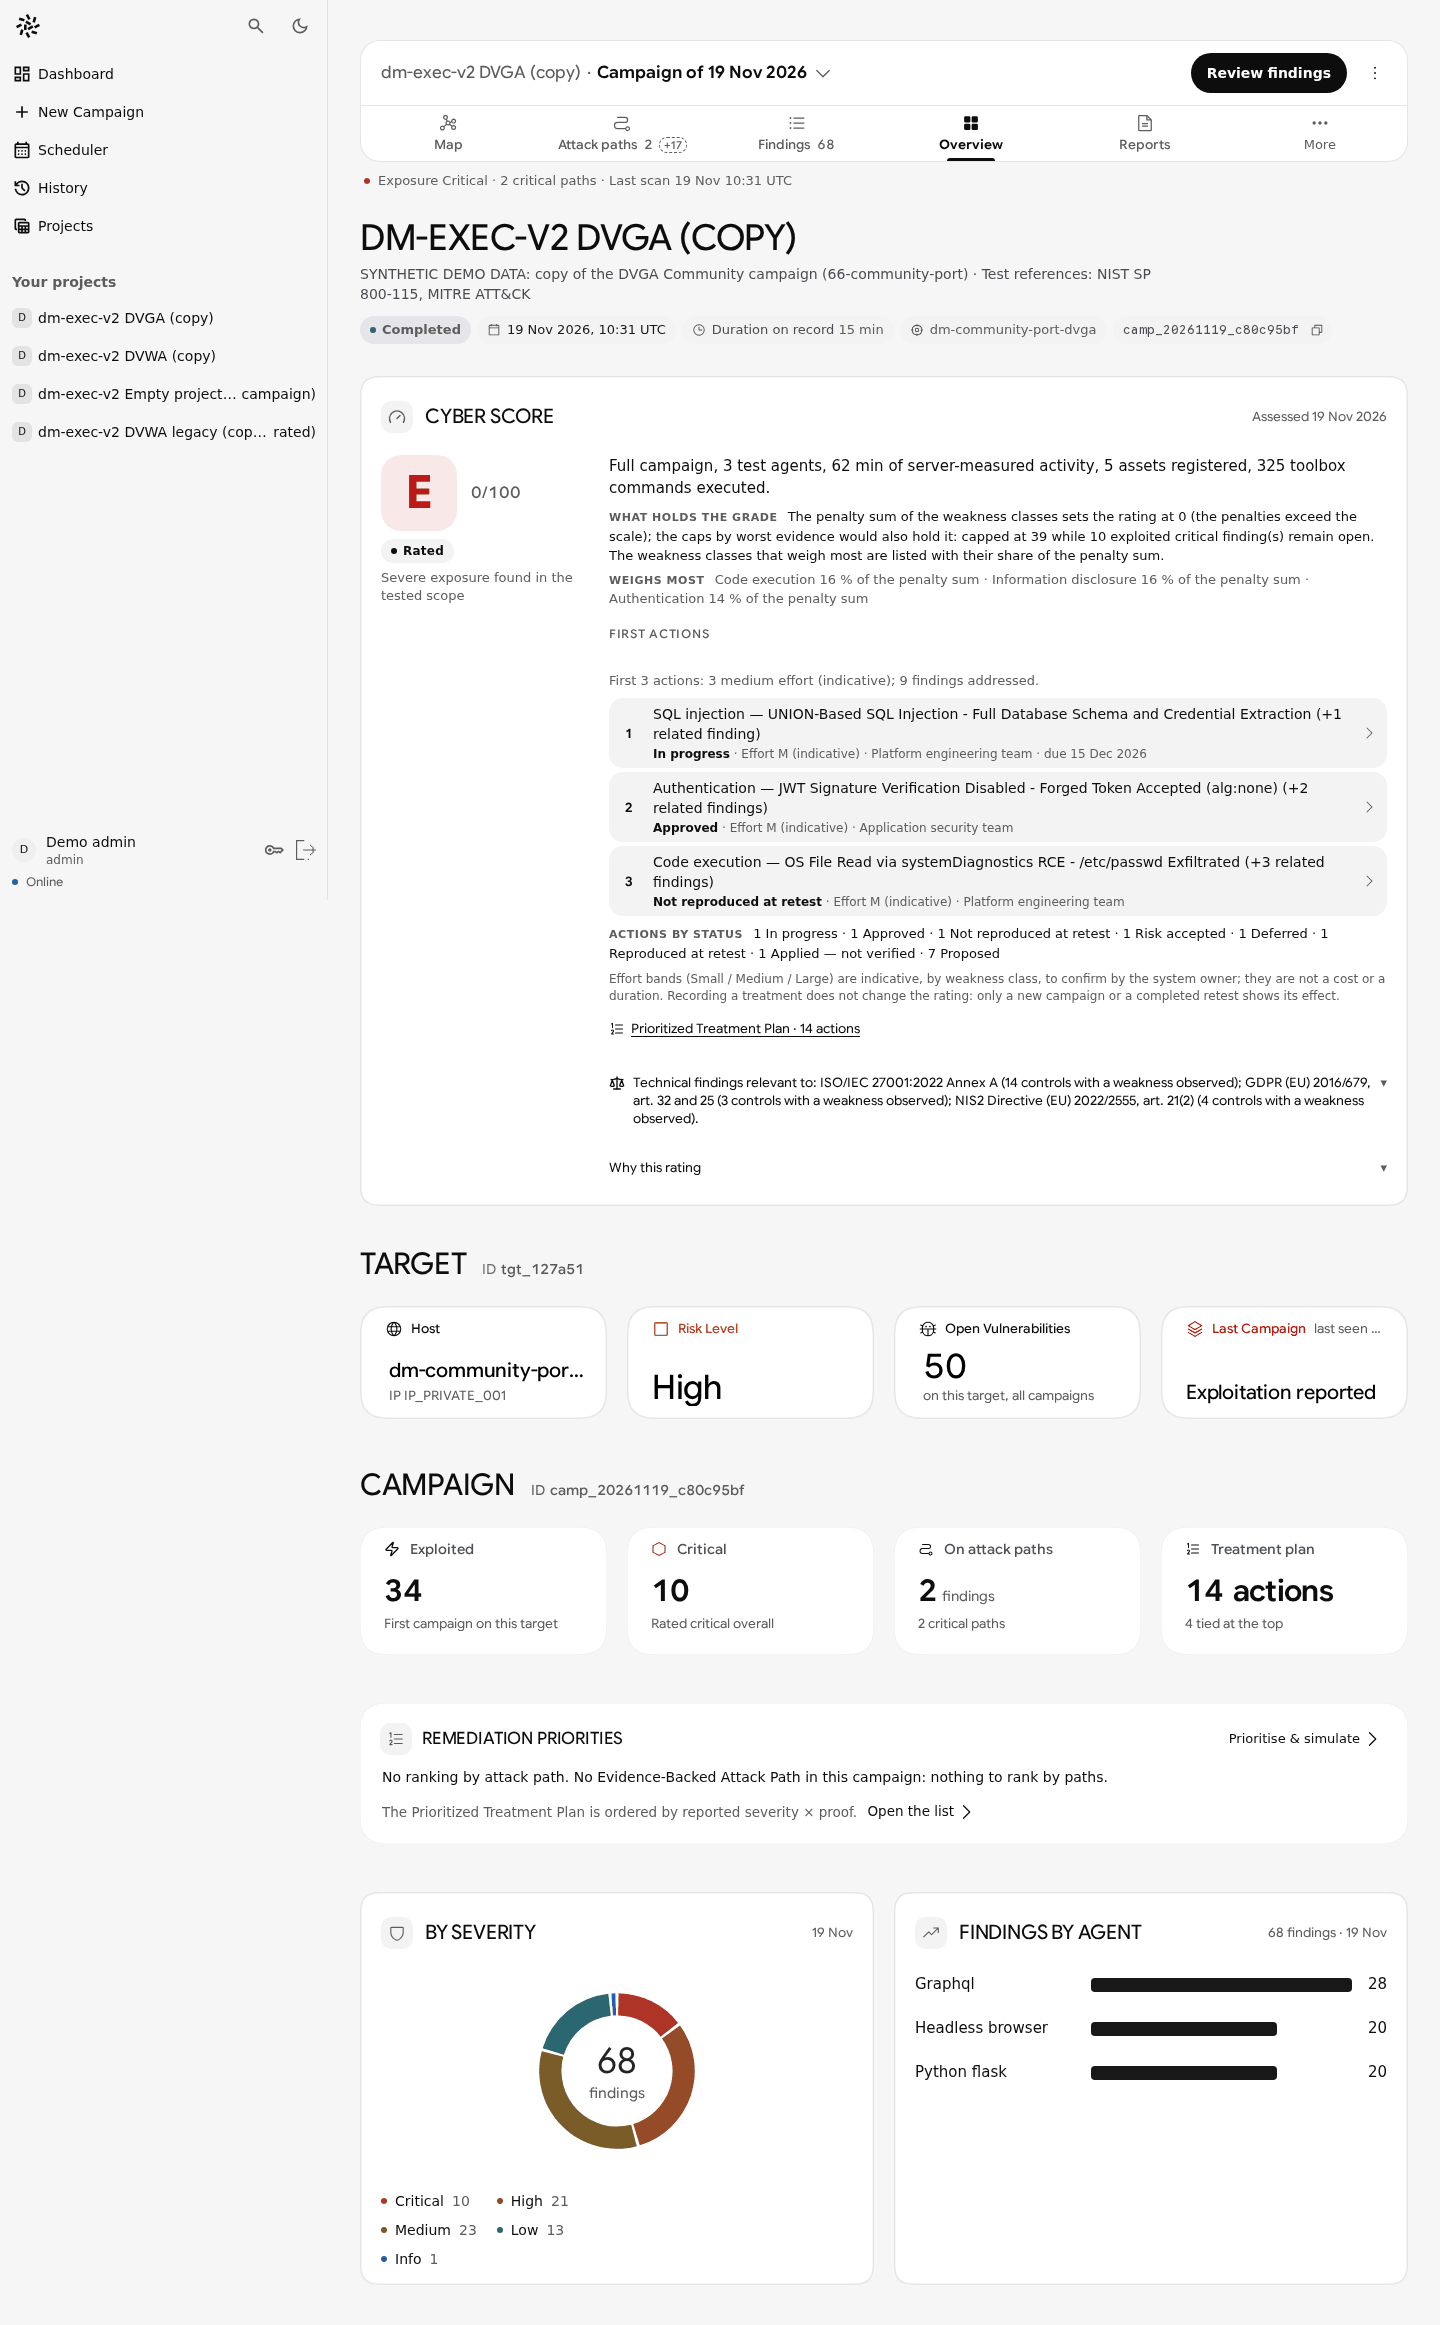 Dashboard
New Campaign
Scheduler
History
Projects
Your projects
D dm-exec-v2 DVGA (copy)
D dm-exec-v2 DVWA (copy)
D dm-exec-v2 Empty project… campaign)
D dm-exec-v2 DVWA legacy (cop… rated)
D Demo admin
admin
Online
dm-exec-v2 DVGA (copy) · Campaign of 19 Nov 2026
Review findings
Map
Attack paths 2 +17
Findings 68
Overview
Reports
More
Exposure Critical · 2 critical paths · Last scan 19 Nov 10:31 UTC
DM-EXEC-V2 DVGA (COPY)
SYNTHETIC DEMO DATA: copy of the DVGA Community campaign (66-community-port) · Test references: NIST SP
800-115, MITRE ATT&CK
Completed
19 Nov 2026, 10:31 UTC
Duration on record 15 min
dm-community-port-dvga
camp_20261119_c80c95bf
CYBER SCORE
Assessed 19 Nov 2026
E
0/100
Rated
Severe exposure found in the
tested scope
Full campaign, 3 test agents, 62 min of server-measured activity, 5 assets registered, 325 toolbox
commands executed.
WHAT HOLDS THE GRADE The penalty sum of the weakness classes sets the rating at 0 (the penalties exceed the
scale); the caps by worst evidence would also hold it: capped at 39 while 10 exploited critical finding(s) remain open.
The weakness classes that weigh most are listed with their share of the penalty sum.
WEIGHS MOST Code execution 16 % of the penalty sum · Information disclosure 16 % of the penalty sum ·
Authentication 14 % of the penalty sum
FIRST ACTIONS
First 3 actions: 3 medium effort (indicative); 9 findings addressed.
1
SQL injection — UNION-Based SQL Injection - Full Database Schema and Credential Extraction (+1
related finding)
In progress · Effort M (indicative) · Platform engineering team · due 15 Dec 2026
2
Authentication — JWT Signature Verification Disabled - Forged Token Accepted (alg:none) (+2
related findings)
Approved · Effort M (indicative) · Application security team
3
Code execution — OS File Read via systemDiagnostics RCE - /etc/passwd Exfiltrated (+3 related
findings)
Not reproduced at retest · Effort M (indicative) · Platform engineering team
ACTIONS BY STATUS 1 In progress · 1 Approved · 1 Not reproduced at retest · 1 Risk accepted · 1 Deferred · 1
Reproduced at retest · 1 Applied — not verified · 7 Proposed
Effort bands (Small / Medium / Large) are indicative, by weakness class, to confirm by the system owner; they are not a cost or a
duration. Recording a treatment does not change the rating: only a new campaign or a completed retest shows its effect.
Prioritized Treatment Plan · 14 actions
Technical findings relevant to: ISO/IEC 27001:2022 Annex A (14 controls with a weakness observed); GDPR (EU) 2016/679,
art. 32 and 25 (3 controls with a weakness observed); NIS2 Directive (EU) 2022/2555, art. 21(2) (4 controls with a weakness
observed).
Why this rating
TARGET ID tgt_127a51
Host
dm-community-por…
IP IP_PRIVATE_001
Risk Level
High
Open Vulnerabilities
50
on this target, all campaigns
Last Campaign last seen …
Exploitation reported
CAMPAIGN ID camp_20261119_c80c95bf
Exploited
34
First campaign on this target
Critical
10
Rated critical overall
On attack paths
2 findings
2 critical paths
Treatment plan
14 actions
4 tied at the top
REMEDIATION PRIORITIES
Prioritise & simulate
No ranking by attack path. No Evidence-Backed Attack Path in this campaign: nothing to rank by paths.
The Prioritized Treatment Plan is ordered by reported severity × proof. Open the list
BY SEVERITY
19 Nov
68
findings
Critical 10
High 21
Medium 23
Low 13
Info 1
FINDINGS BY AGENT
68 findings · 19 Nov
Graphql 28
Headless browser 20
Python flask 20